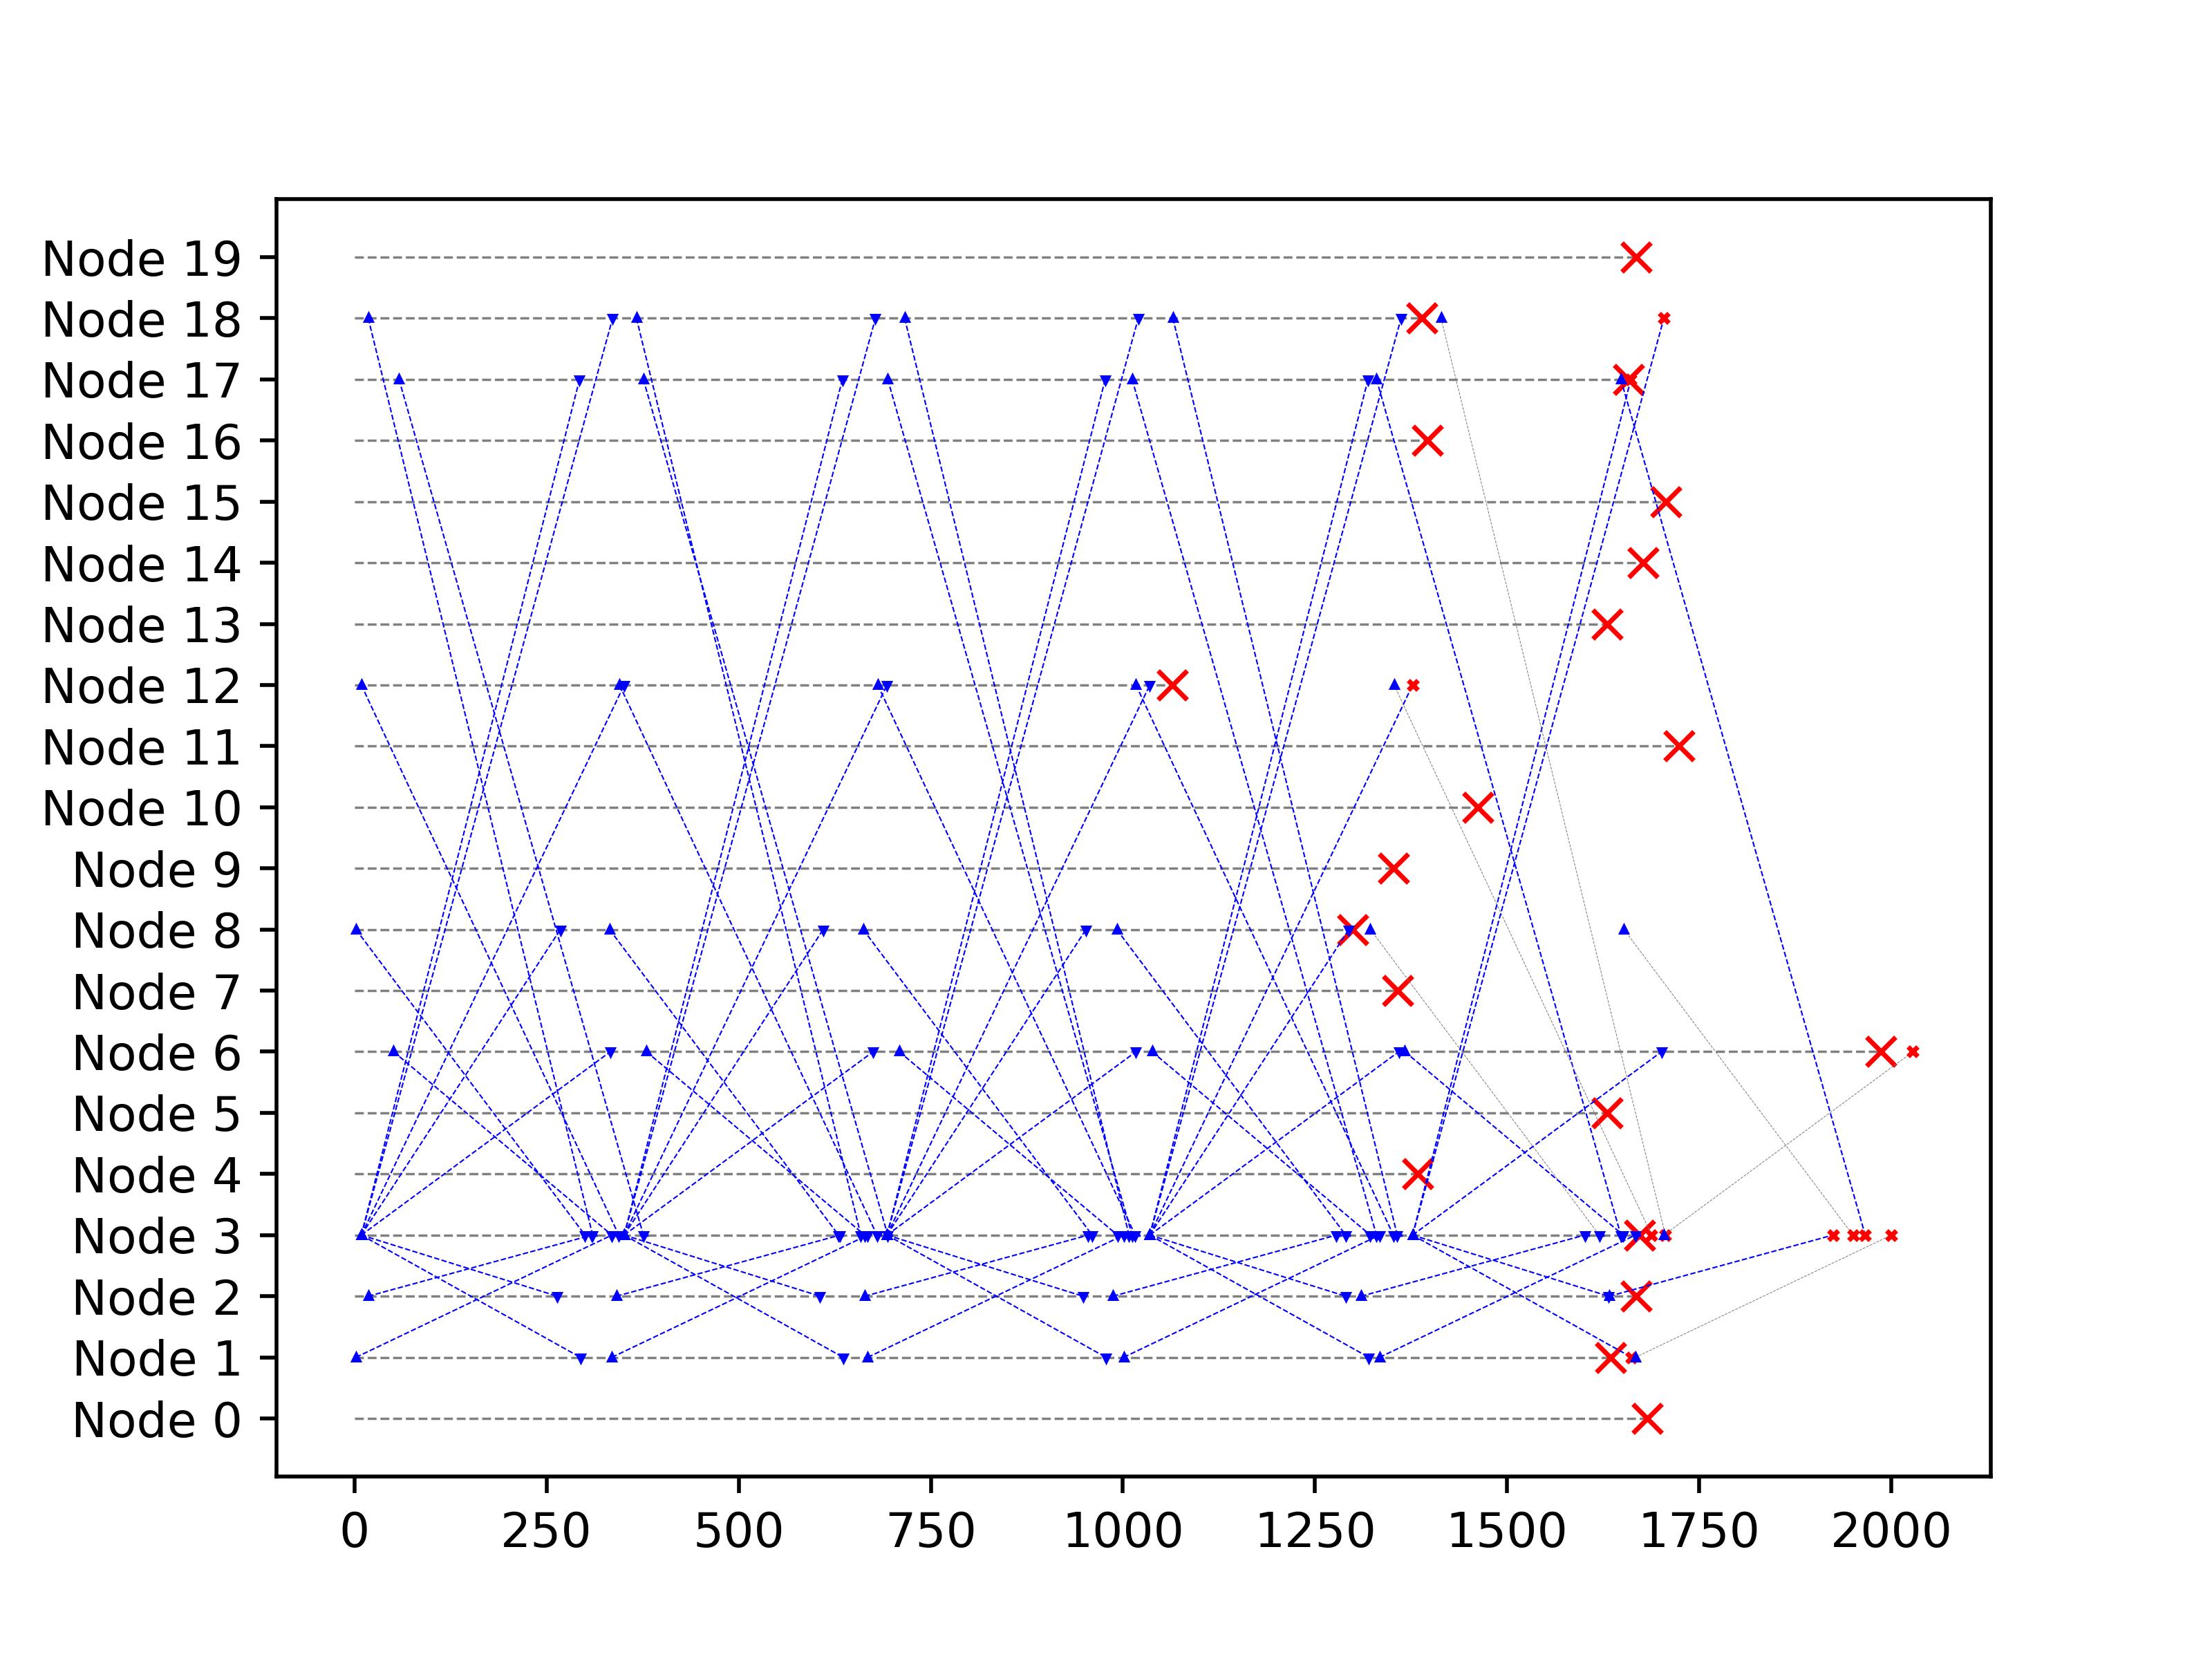 Node 19
Node 18
Node 17
Node 16
Node 15
Node 14
Node 13
Node 12
Node 11
Node 10
Node 9
Node 8
Node 7
Node 6
Node 5
Node 4
Node 3
Node 2
Node 1
Node 0
0 250 500 750 1000 1250 1500 1750 2000